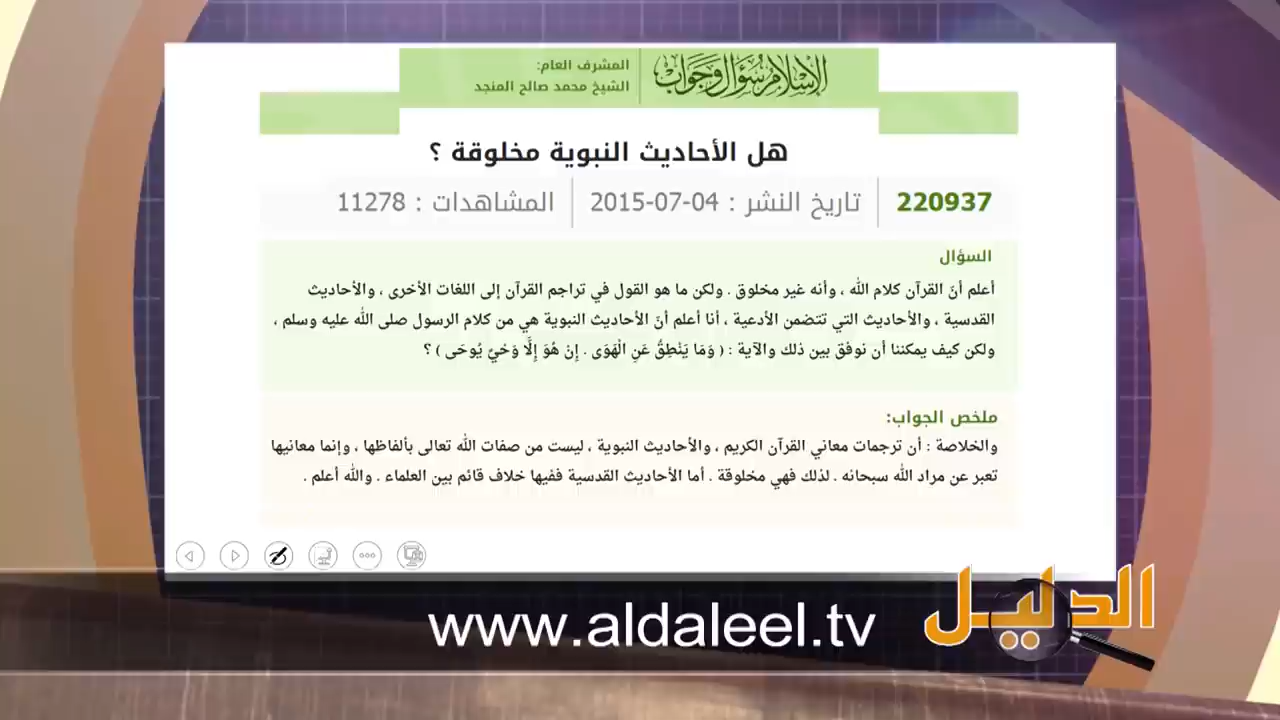 الإسلام سؤال وجواب
المشرف العام:
الشيخ محمد صالح المنجد
هل الأحاديث النبوية مخلوقة ؟
220937 تاريخ النشر : 04-07-2015 المشاهدات : 11278
السؤال
أعلم أنّ القرآن كلام الله ، وأنه غير مخلوق . ولكن ما هو القول في تراجم القرآن إلى اللغات الأخرى ، والأحاديث
القدسية ، والأحاديث التي تتضمن الأدعية ، أنا أعلم أنّ الأحاديث النبوية هي من كلام الرسول صلى الله عليه وسلم ،
ولكن كيف يمكننا أن نوفق بين ذلك والآية : ( وَمَا يَنْطِقُ عَنِ الْهَوَى . إِنْ هُوَ إِلَّا وَحْيٌ يُوحَى ) ؟
ملخص الجواب:
والخلاصة : أن ترجمات معاني القرآن الكريم ، والأحاديث النبوية ، ليست من صفات الله تعالى بألفاظها ، وإنما معانيها
تعبر عن مراد الله سبحانه . لذلك فهي مخلوقة . أما الأحاديث القدسية ففيها خلاف قائم بين العلماء . والله أعلم .
www.aldaleel.tv
الدليل